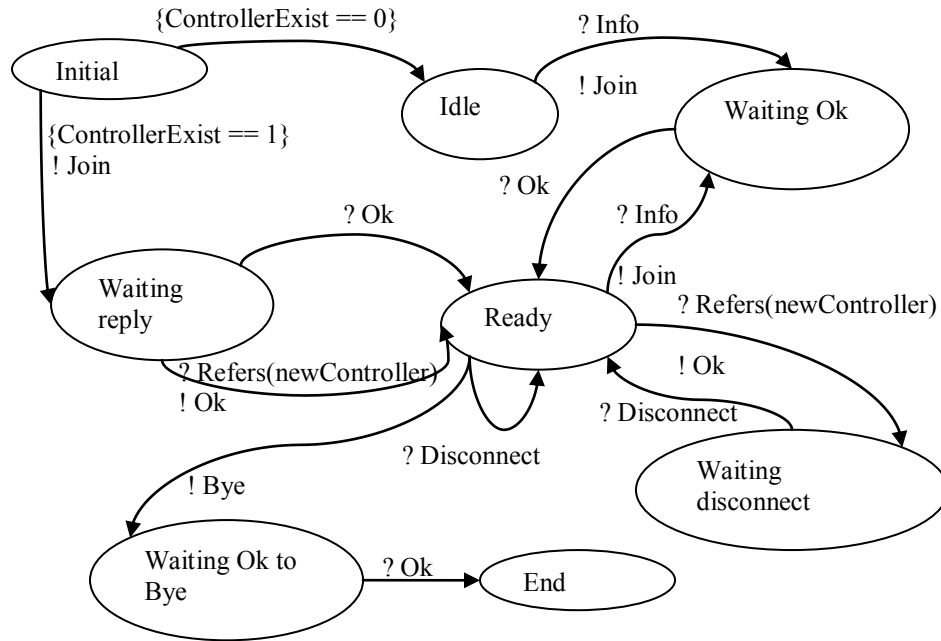 {ControllerExist == 0}
? Info
Initial
Idle
! Join
Waiting Ok
{ControllerExist == 1}
! Join
? Ok
? Info
? Ok
! Join
Waiting
reply
Ready
? Refers(newController)
? Refers(newController)
! Ok
! Ok
? Disconnect
? Disconnect
Waiting
disconnect
! Bye
Waiting Ok to
Bye
? Ok
End